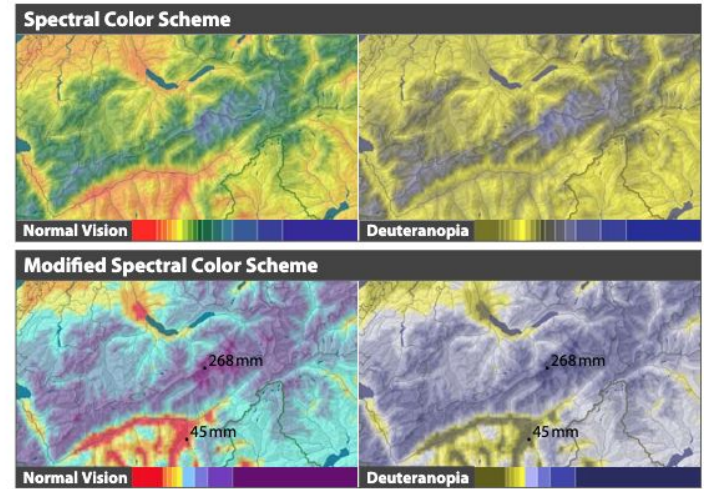 Spectral Color Scheme
Normal Vision
Deuteranopia
Modified Spectral Color Scheme
268 mm
268 mm
45 mm
45 mm
Normal Vision
Deuteranopia